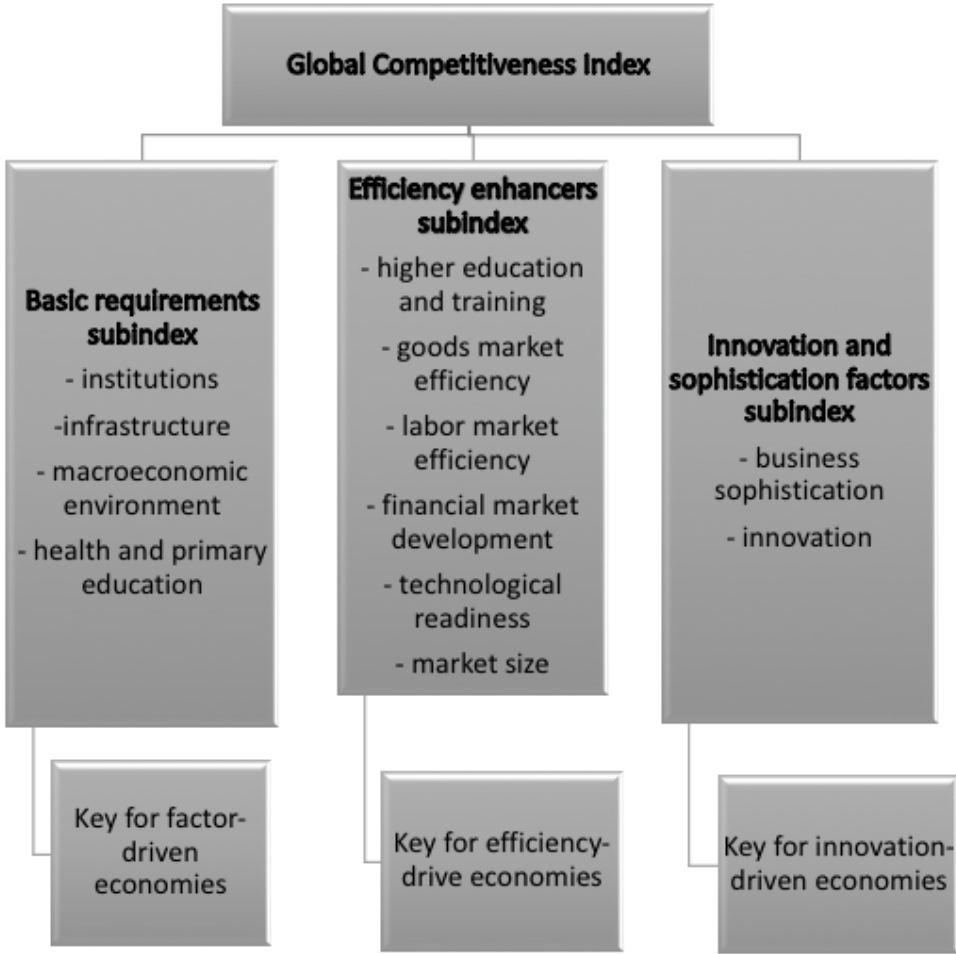 Global Competitiveness Index
Basic requirements
subindex
- institutions
-infrastructure
- macroeconomic
environment
- health and primary
education
Key for factor-
driven
economies
Efficiency enhancers
subindex
- higher education
and training
- goods market
efficiency
- labor market
efficiency
- financial market
development
- technological
readiness
- market size
Key for efficiency-
drive economies
Innovation and
sophistication factors
subindex
- business
sophistication
- innovation
Key for innovation-
driven economies